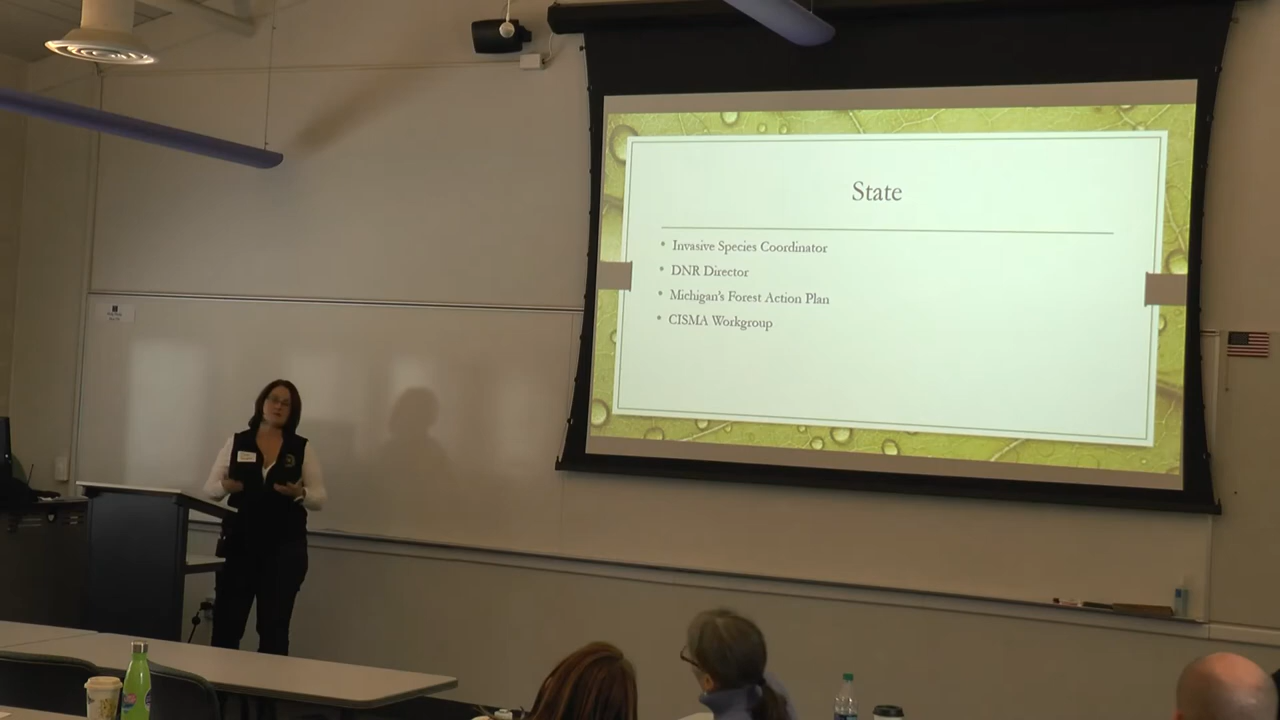 State
• Invasive Species Coordinator
• DNR Director
• Michigan's Forest Action Plan
• CISMA Workgroup